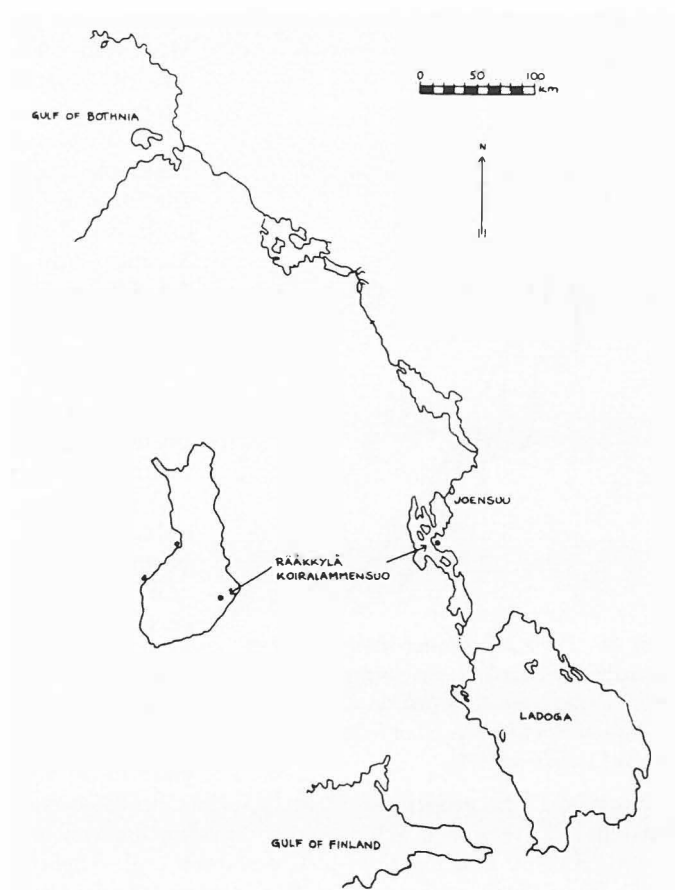 0 50 100
km
GULF OF BOTHNIA
N
JOENSUU
RÄÄKKYLÄ
KOIRALAMMENSUO
LADOGA
GULF OF FINLAND